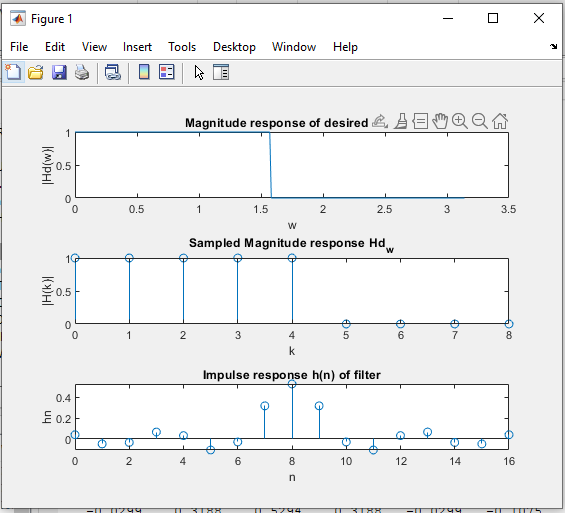 Figure 1
File Edit View Insert Tools Desktop Window Help
Magnitude response of desired
|Hd(w)|
1
0.5
0
0 0.5 1 1.5 2 2.5 3 3.5
w
Sampled Magnitude response Hdw
|H(k)|
1
0.5
0
0 1 2 3 4 5 6 7 8
k
Impulse response h(n) of filter
hn
0.4
0.2
0
0 2 4 6 8 10 12 14 16
n
-0.0299 0.3188 0.5294 0.3188 -0.0299 -0.1075